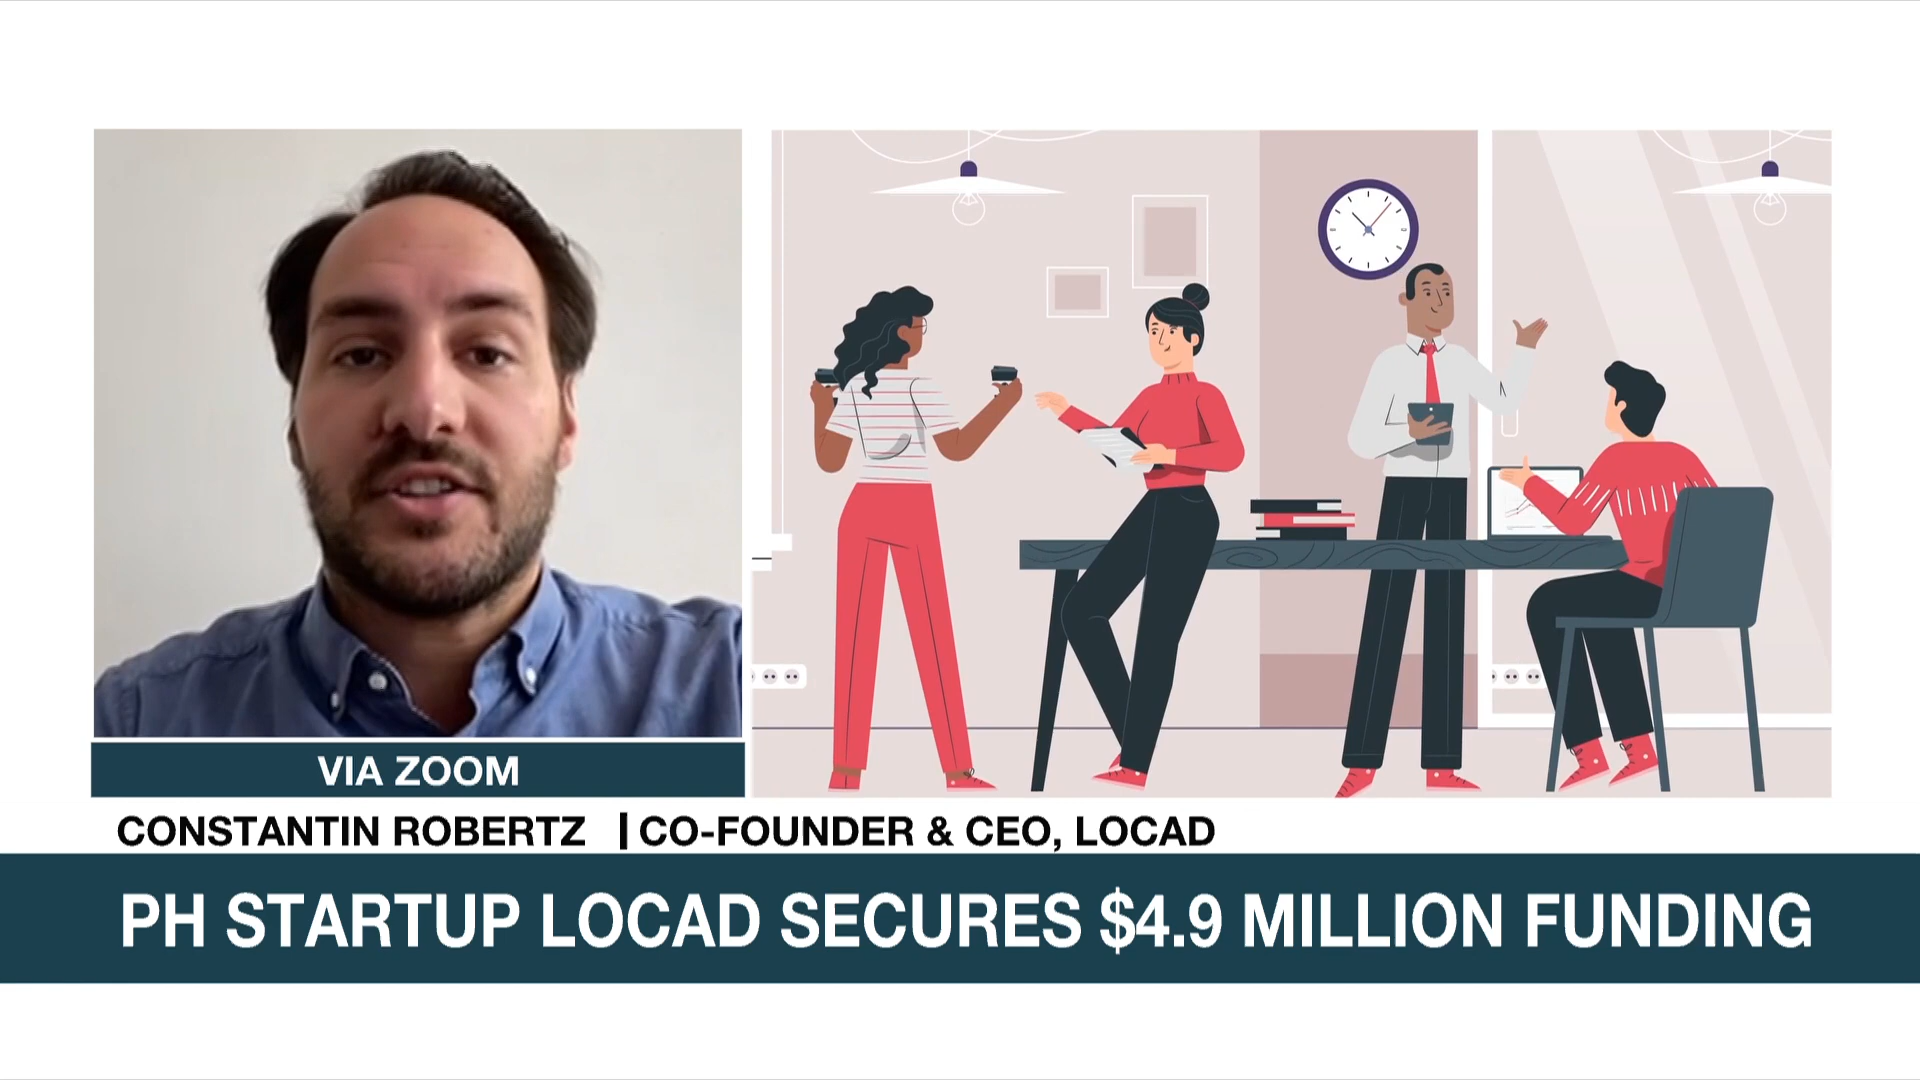 VIA ZOOM
CONSTANTIN ROBERTZ | CO-FOUNDER & CEO, LOCAD
PH STARTUP LOCAD SECURES $4.9 MILLION FUNDING